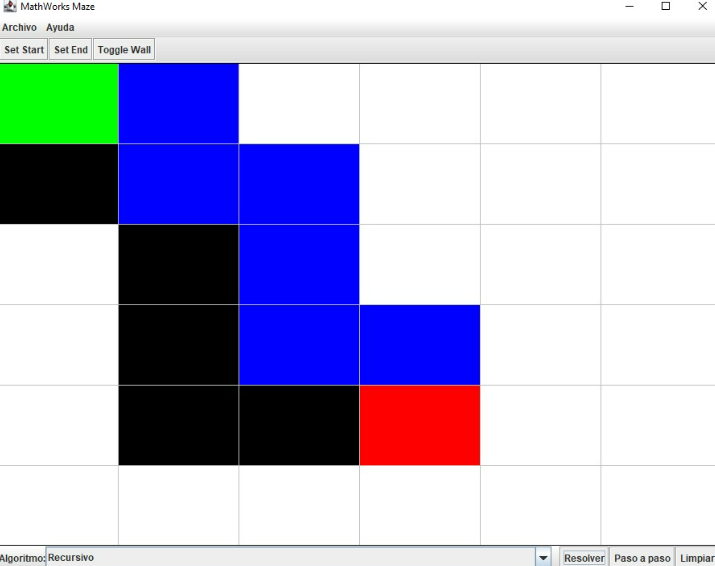 MathWorks Maze
Archivo Ayuda
Set Start Set End Toggle Wall
Algoritmo: Recursivo Resolver Paso a paso Limpiar